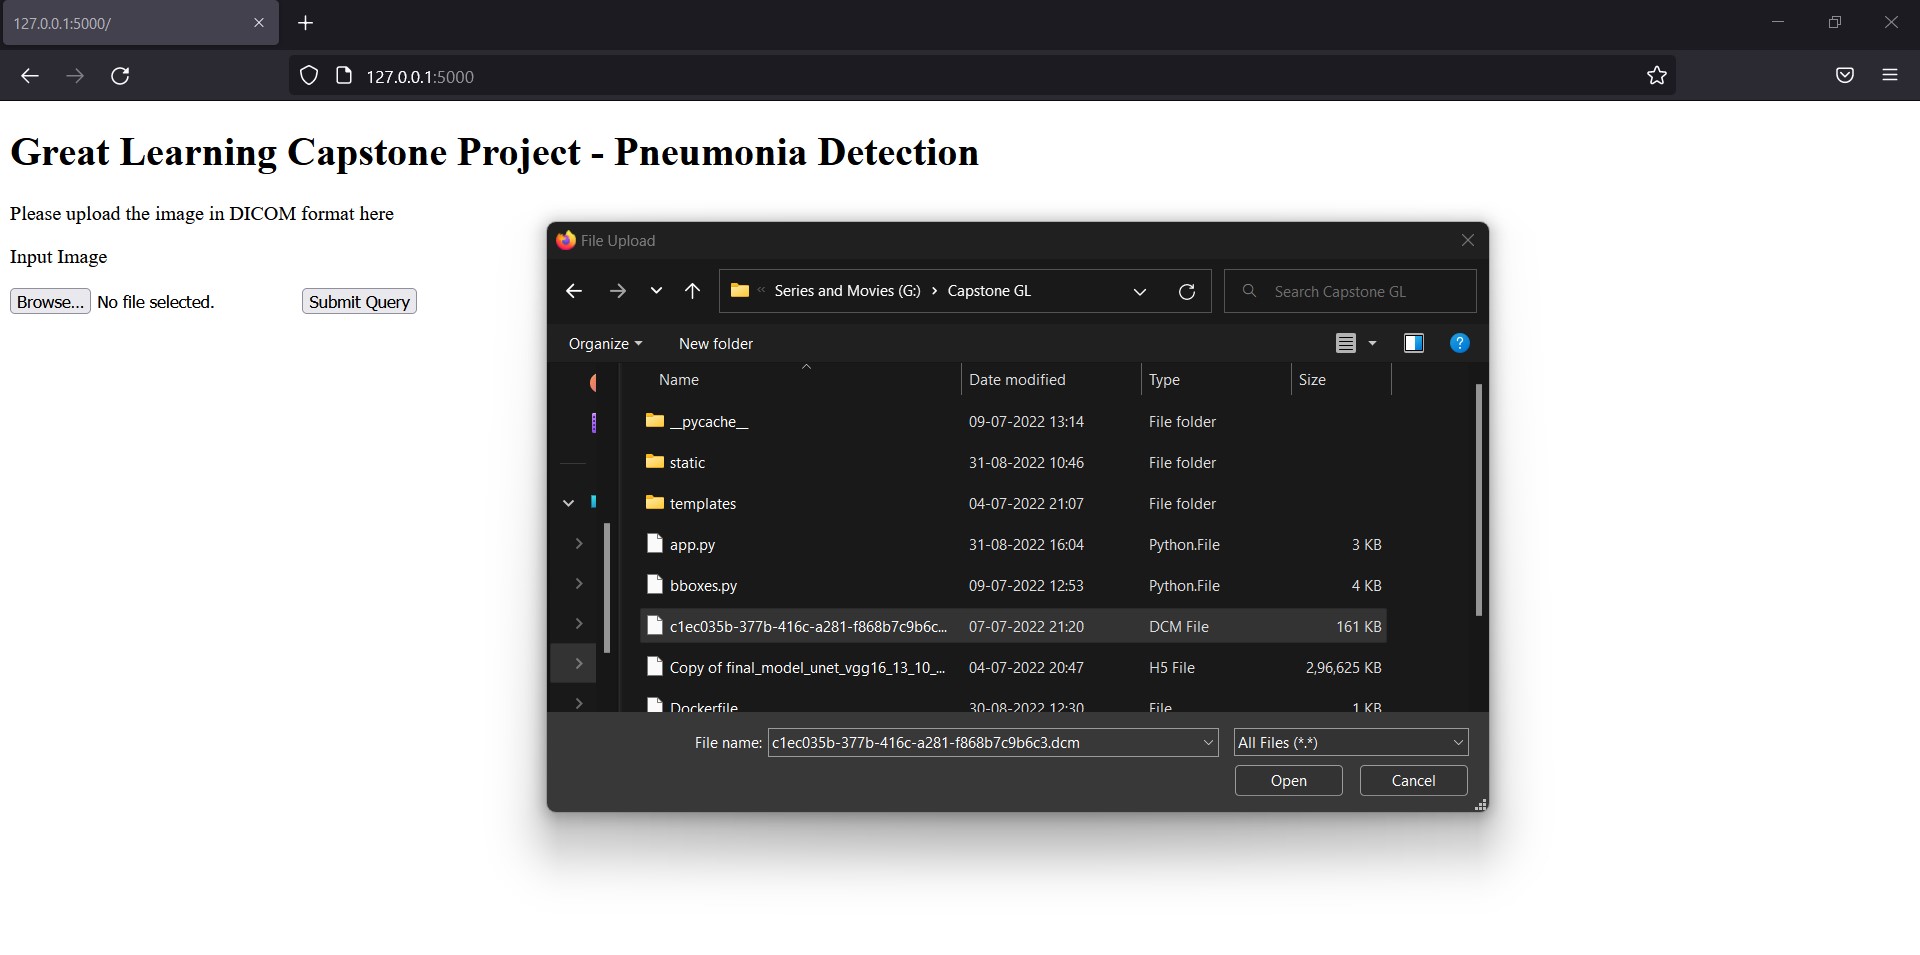 127.0.0.1:5000/
127.0.0.1:5000
Great Learning Capstone Project - Pneumonia Detection
Please upload the image in DICOM format here
Input Image
Browse... No file selected. Submit Query
File Upload
« Series and Movies (G:) › Capstone GL
Search Capstone GL
Organize New folder
?
Name Date modified Type Size
__pycache__ 09-07-2022 13:14 File folder
static 31-08-2022 10:46 File folder
templates 04-07-2022 21:07 File folder
app.py 31-08-2022 16:04 Python.File 3 KB
bboxes.py 09-07-2022 12:53 Python.File 4 KB
c1ec035b-377b-416c-a281-f868b7c9b6c... 07-07-2022 21:20 DCM File 161 KB
Copy of final_model_unet_vgg16_13_10_... 04-07-2022 20:47 H5 File 2,96,625 KB
Dockerfile 30-08-2022 12:30 File 1 KB
File name: c1ec035b-377b-416c-a281-f868b7c9b6c3.dcm All Files (*.*)
Open Cancel